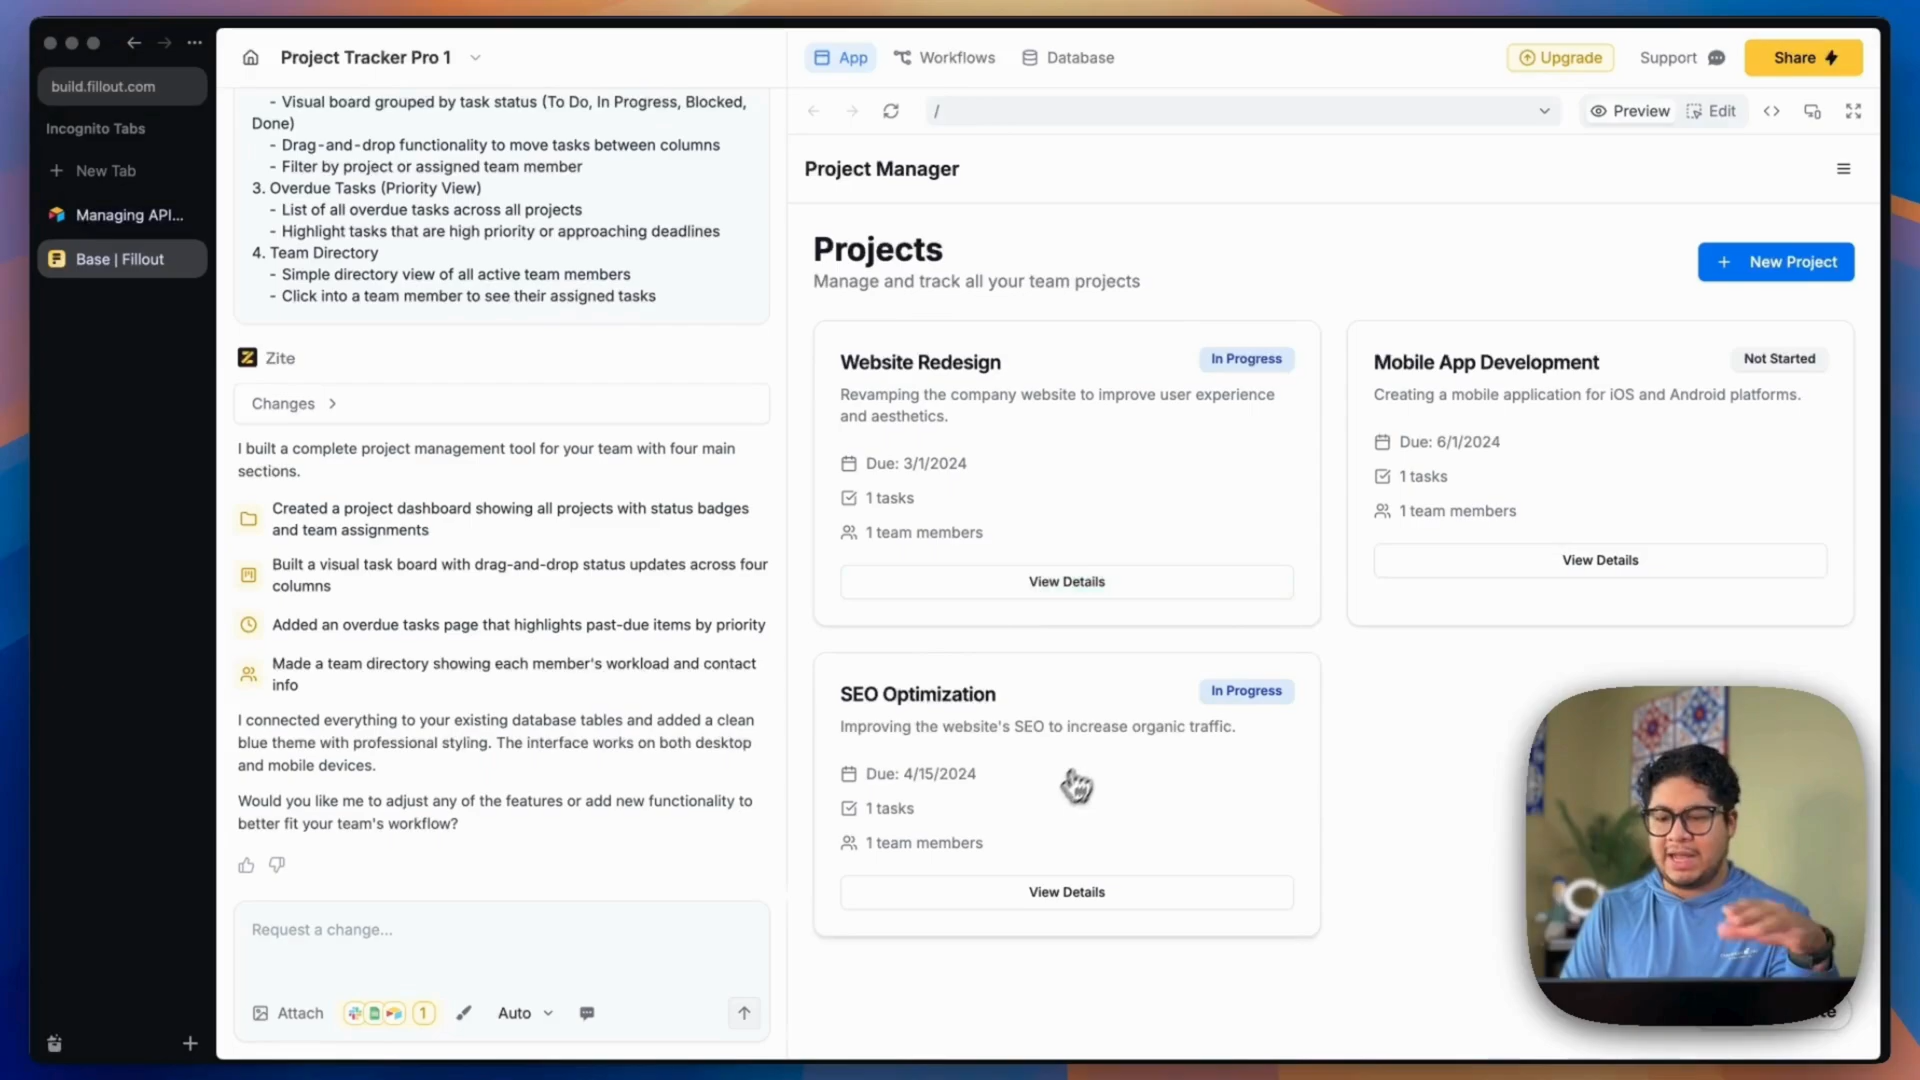 build.fillout.com
Incognito Tabs
New Tab
Managing API...
Base | Fillout
Project Tracker Pro 1
- Visual board grouped by task status (To Do, In Progress, Blocked,
Done)
- Drag-and-drop functionality to move tasks between columns
- Filter by project or assigned team member
3. Overdue Tasks (Priority View)
- List of all overdue tasks across all projects
- Highlight tasks that are high priority or approaching deadlines
4. Team Directory
- Simple directory view of all active team members
- Click into a team member to see their assigned tasks
Zite
Changes
I built a complete project management tool for your team with four main
sections.
Created a project dashboard showing all projects with status badges
and team assignments
Built a visual task board with drag-and-drop status updates across four
columns
Added an overdue tasks page that highlights past-due items by priority
Made a team directory showing each member's workload and contact
info
I connected everything to your existing database tables and added a clean
blue theme with professional styling. The interface works on both desktop
and mobile devices.
Would you like me to adjust any of the features or add new functionality to
better fit your team's workflow?
Request a change...
Attach 1 Auto
App Workflows Database Upgrade Support Share
/ Preview Edit
Project Manager
Projects
Manage and track all your team projects
New Project
Website Redesign In Progress
Revamping the company website to improve user experience
and aesthetics.
Due: 3/1/2024
1 tasks
1 team members
View Details
Mobile App Development Not Started
Creating a mobile application for iOS and Android platforms.
Due: 6/1/2024
1 tasks
1 team members
View Details
SEO Optimization In Progress
Improving the website's SEO to increase organic traffic.
Due: 4/15/2024
1 tasks
1 team members
View Details